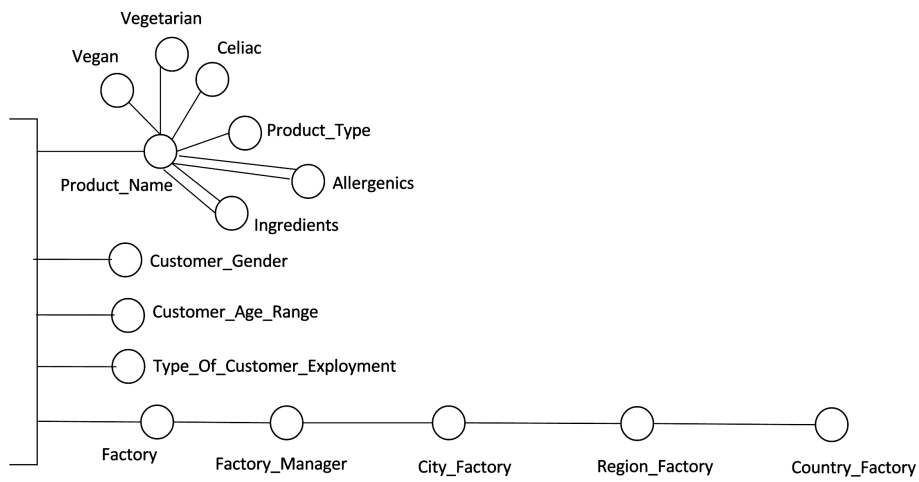 Vegetarian
Vegan
Celiac
Product_Type
Product_Name
Allergenics
Ingredients
Customer_Gender
Customer_Age_Range
Type_Of_Customer_Exployment
Factory
Factory_Manager
City_Factory
Region_Factory
Country_Factory